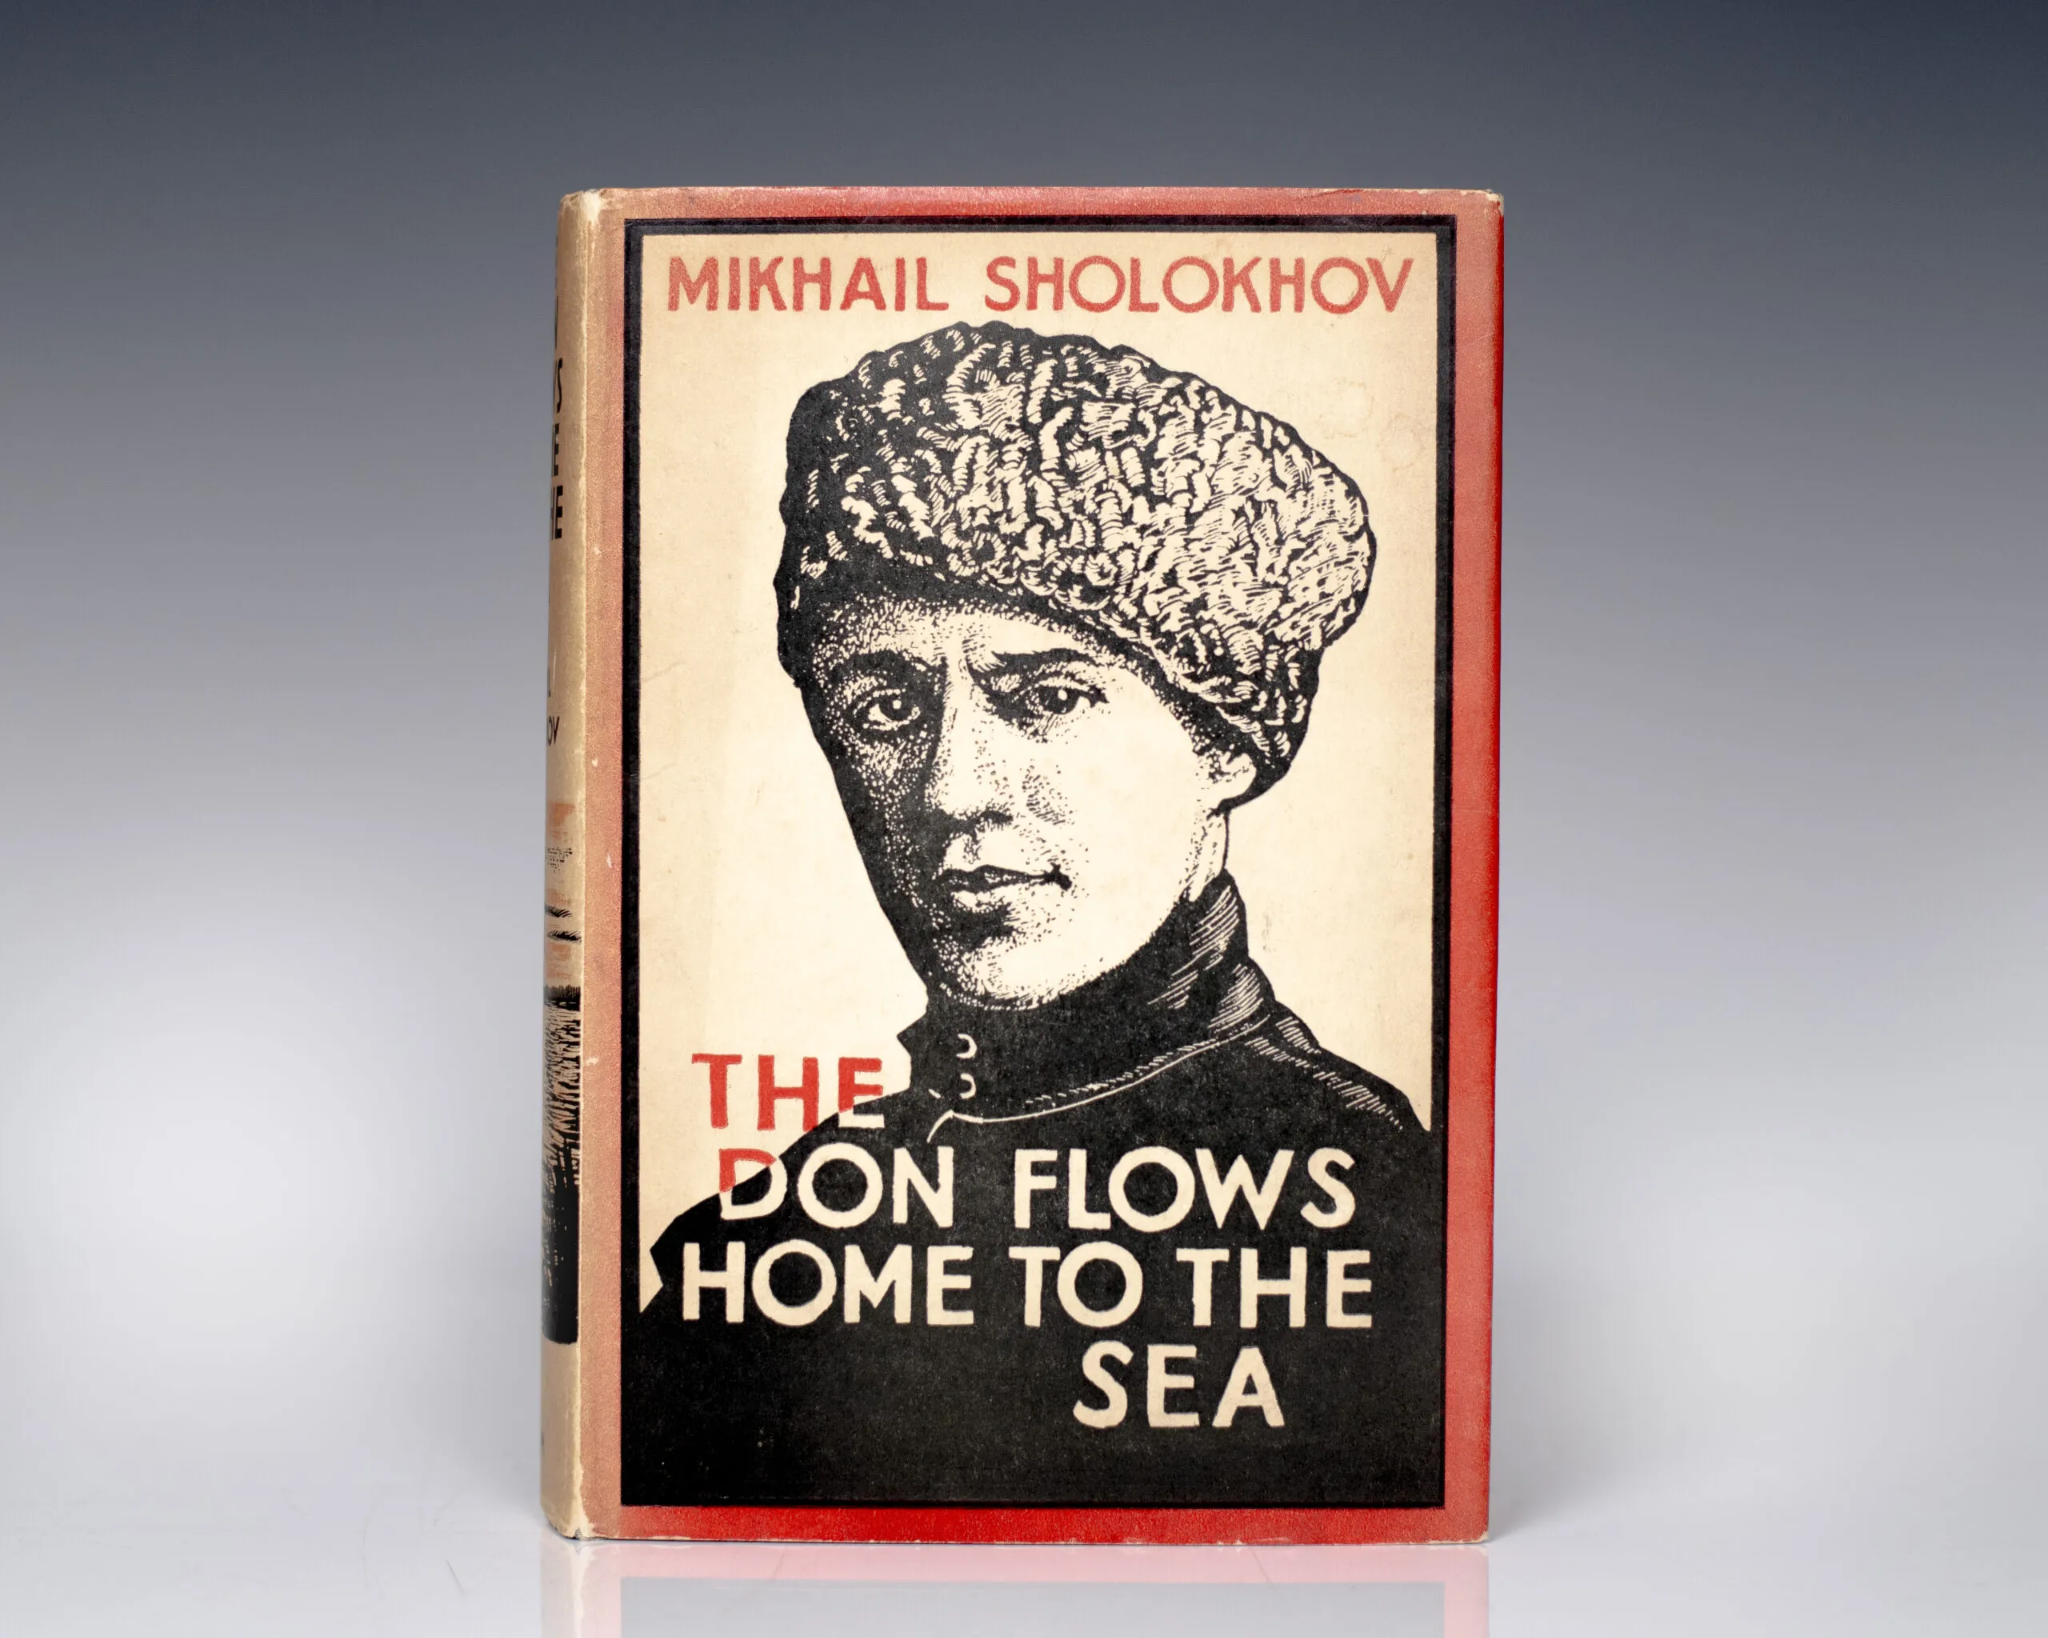 MIKHAIL SHOLOKHOV
THE
DON FLOWS
HOME TO THE
SEA